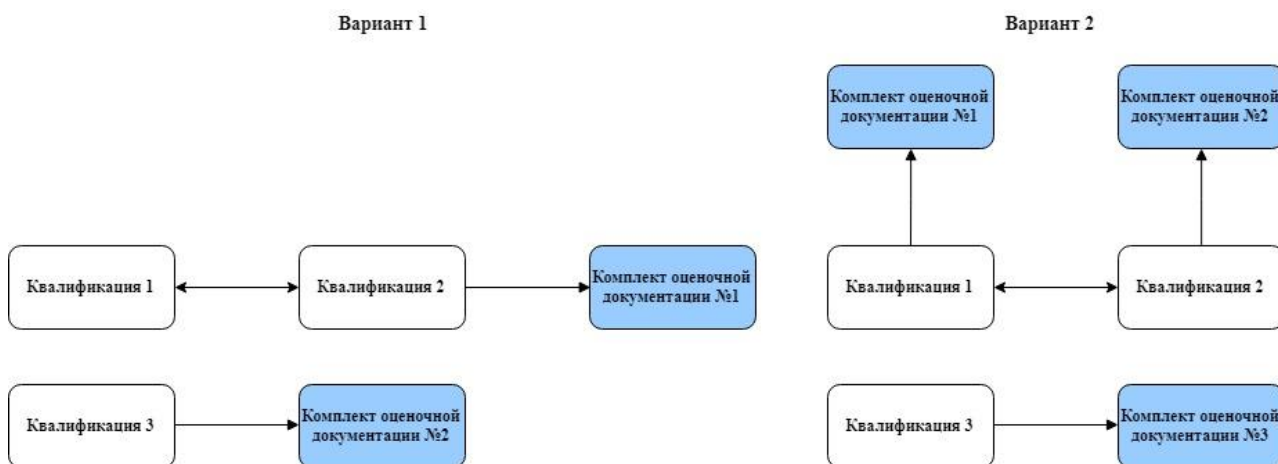 Вариант 1
Квалификация 1
Квалификация 2
Комплект оценочной
документации №1
Квалификация 3
Комплект оценочной
документации №2
Вариант 2
Комплект оценочной
документации №1
Комплект оценочной
документации №2
Квалификация 1
Квалификация 2
Квалификация 3
Комплект оценочной
документации №3